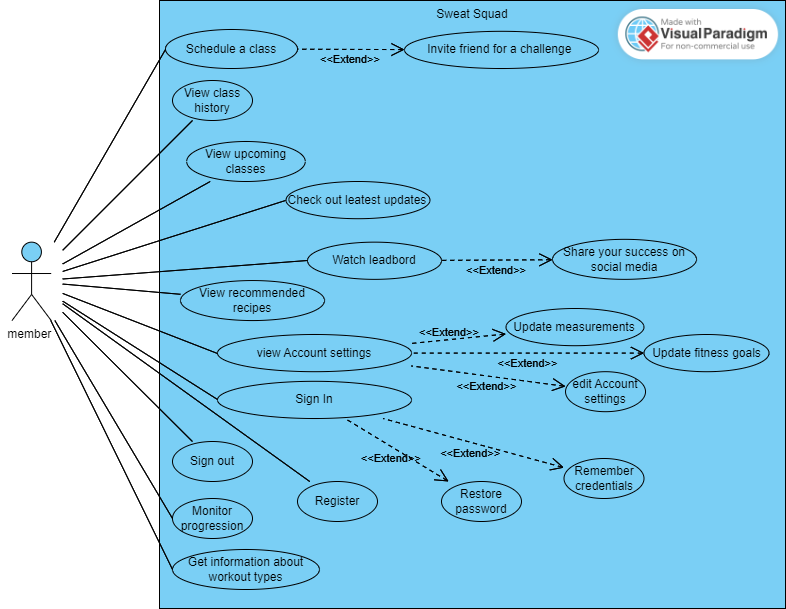 Sweat Squad
Made with
VisualParadigm
For non-commercial use
Schedule a class
<<Extend>>
Invite friend for a challenge
View class
history
View upcoming
classes
Check out leatest updates
Watch leadbord
<<Extend>>
Share your success on
social media
member
View recommended
recipes
view Account settings
<<Extend>>
Update measurements
<<Extend>>
Update fitness goals
<<Extend>>
edit Account
settings
Sign In
<<Extend>>
<<Extend>>
Sign out
Register
Restore
password
Remember
credentials
Monitor
progression
Get information about
workout types